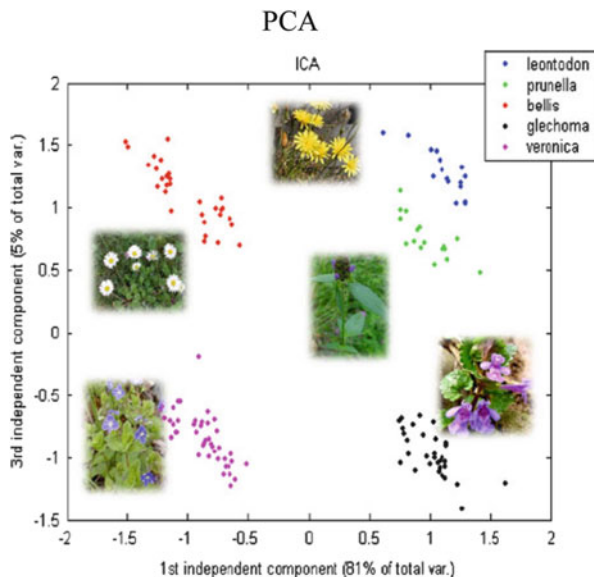 PCA
ICA
leontodon
prunella
bellis
glechoma
veronica
2
1.5
1
0.5
0
-0.5
-1
-1.5
3rd independent component (5% of total var.)
-2
-1.5
-1
-0.5
0
0.5
1
1.5
2
1st independent component (81% of total var.)